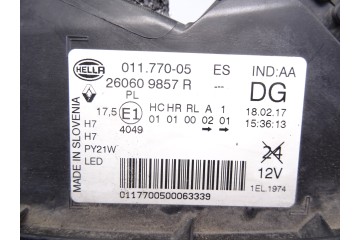 HELLA 011.770-05 ES IND:AA
26060 9857 R --- DG
PL
17,5 E1 HC HR RL A 1 18.02.17
H7 01 01 00 02 01 15:36:13
H7 4049 → →
PY21W 24
LED 12V
MADE IN SLOVENIA
1EL.1974
0117700500063339